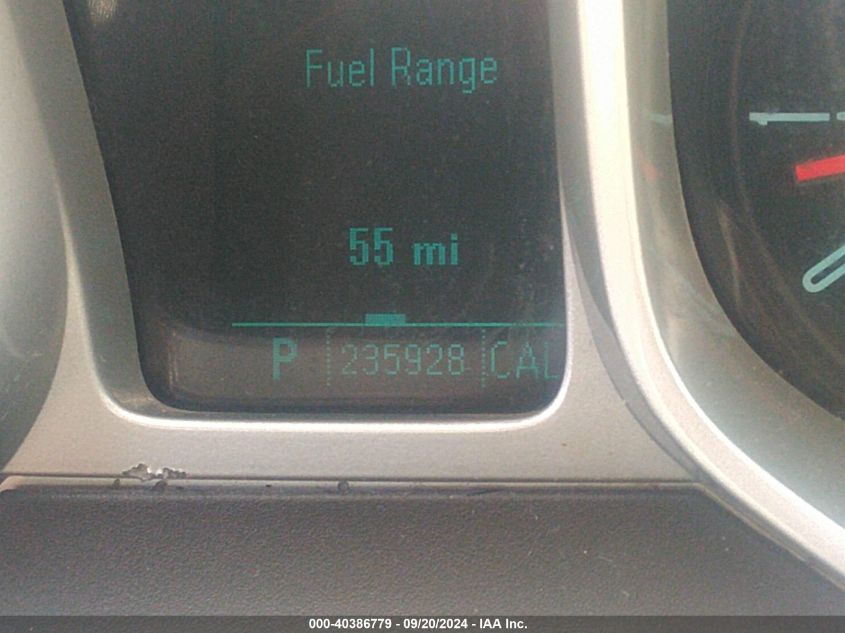 Fuel Range
55 mi
P 235928 CAL
000-40386779 - 09/20/2024 - IAA Inc.